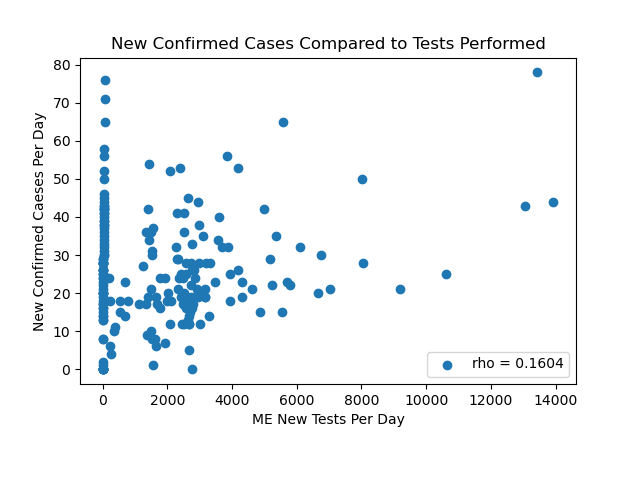 New Confirmed Cases Compared to Tests Performed
80
70
60
50
40
30
20
10
0
New Confirmed Caeses Per Day
rho = 0.1604
0 2000 4000 6000 8000 10000 12000 14000
ME New Tests Per Day